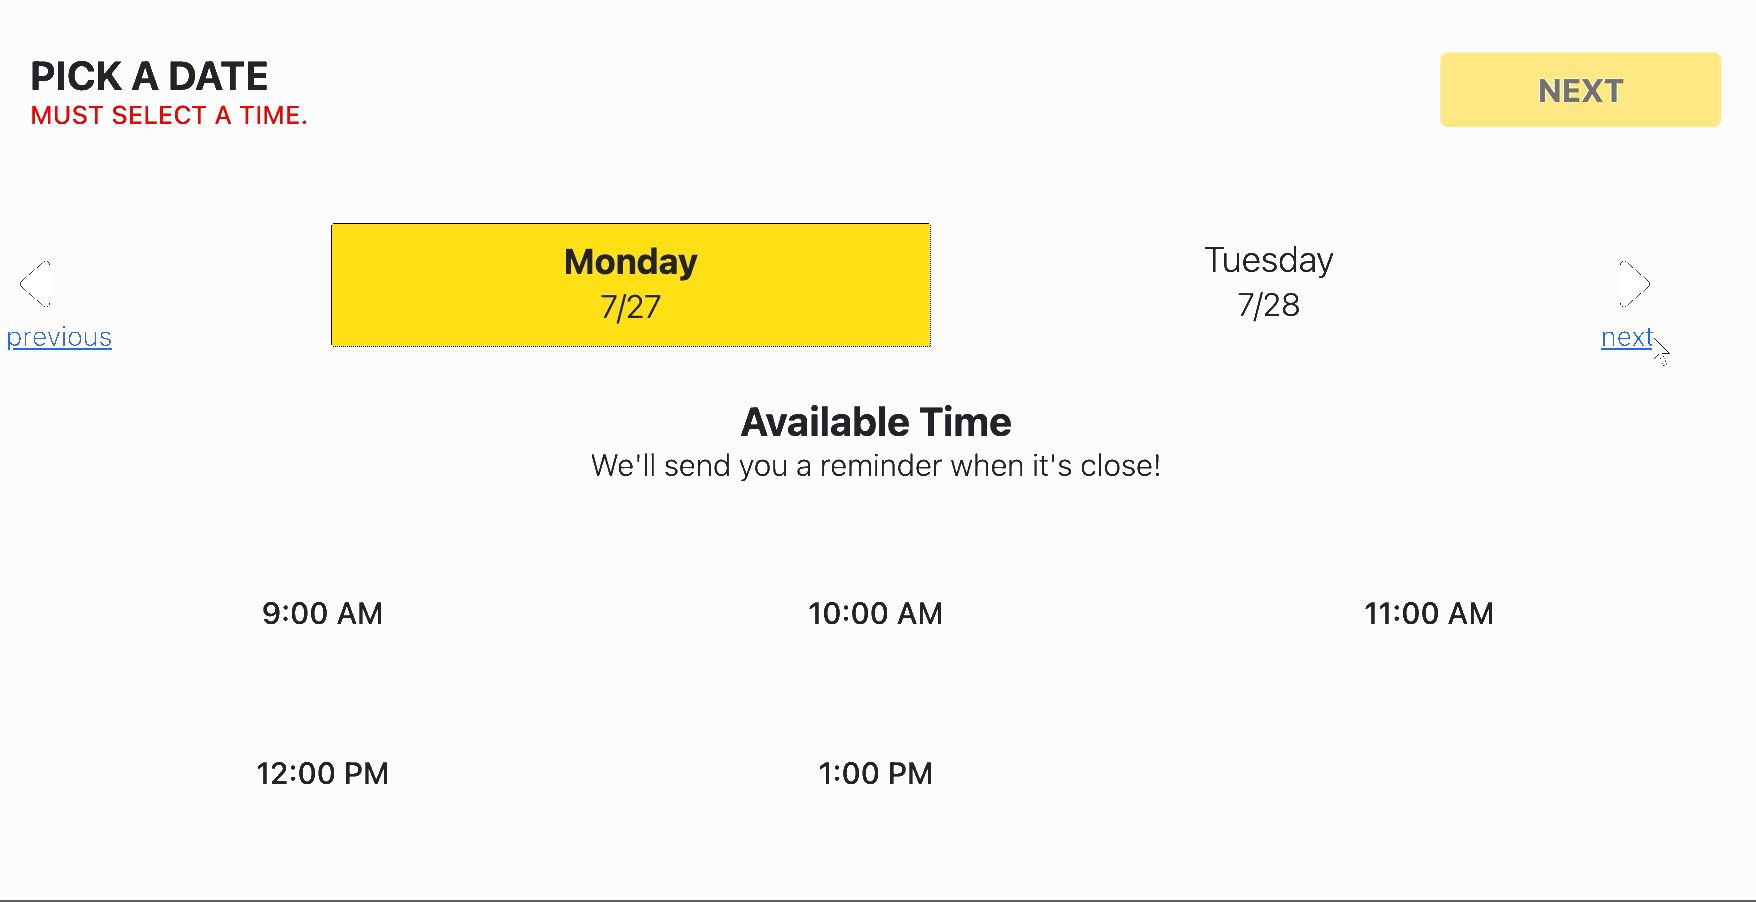 PICK A DATE
MUST SELECT A TIME.
NEXT
Monday
7/27
Tuesday
7/28
previous
next
Available Time
We'll send you a reminder when it's close!
9:00 AM
10:00 AM
11:00 AM
12:00 PM
1:00 PM